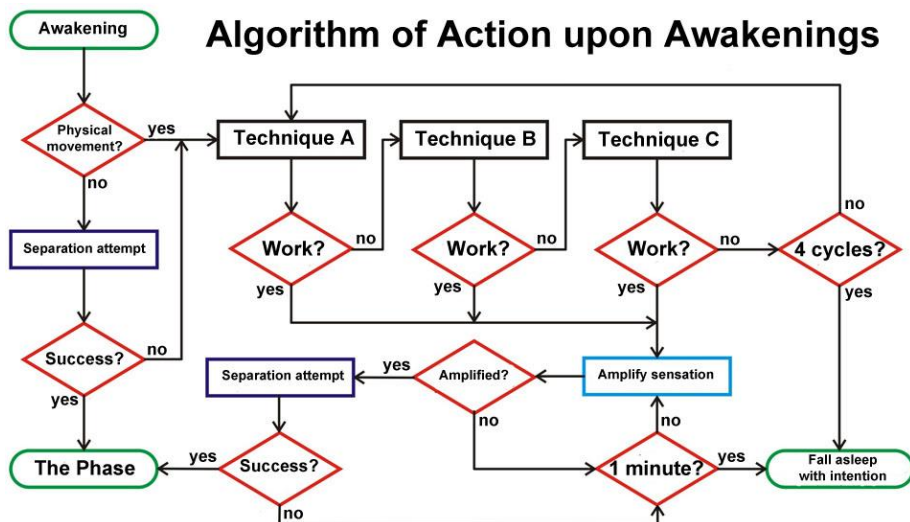 Awakening
Algorithm of Action upon Awakenings
Physical
movement?
yes
no
Technique A
Technique B
Technique C
no
Separation attempt
Work?
no
yes
Work?
no
yes
Work?
no
yes
4 cycles?
yes
Success?
no
yes
Separation attempt
yes
Amplified?
no
Amplify sensation
no
The Phase
yes
Success?
no
1 minute?
yes
Fall asleep
with intention